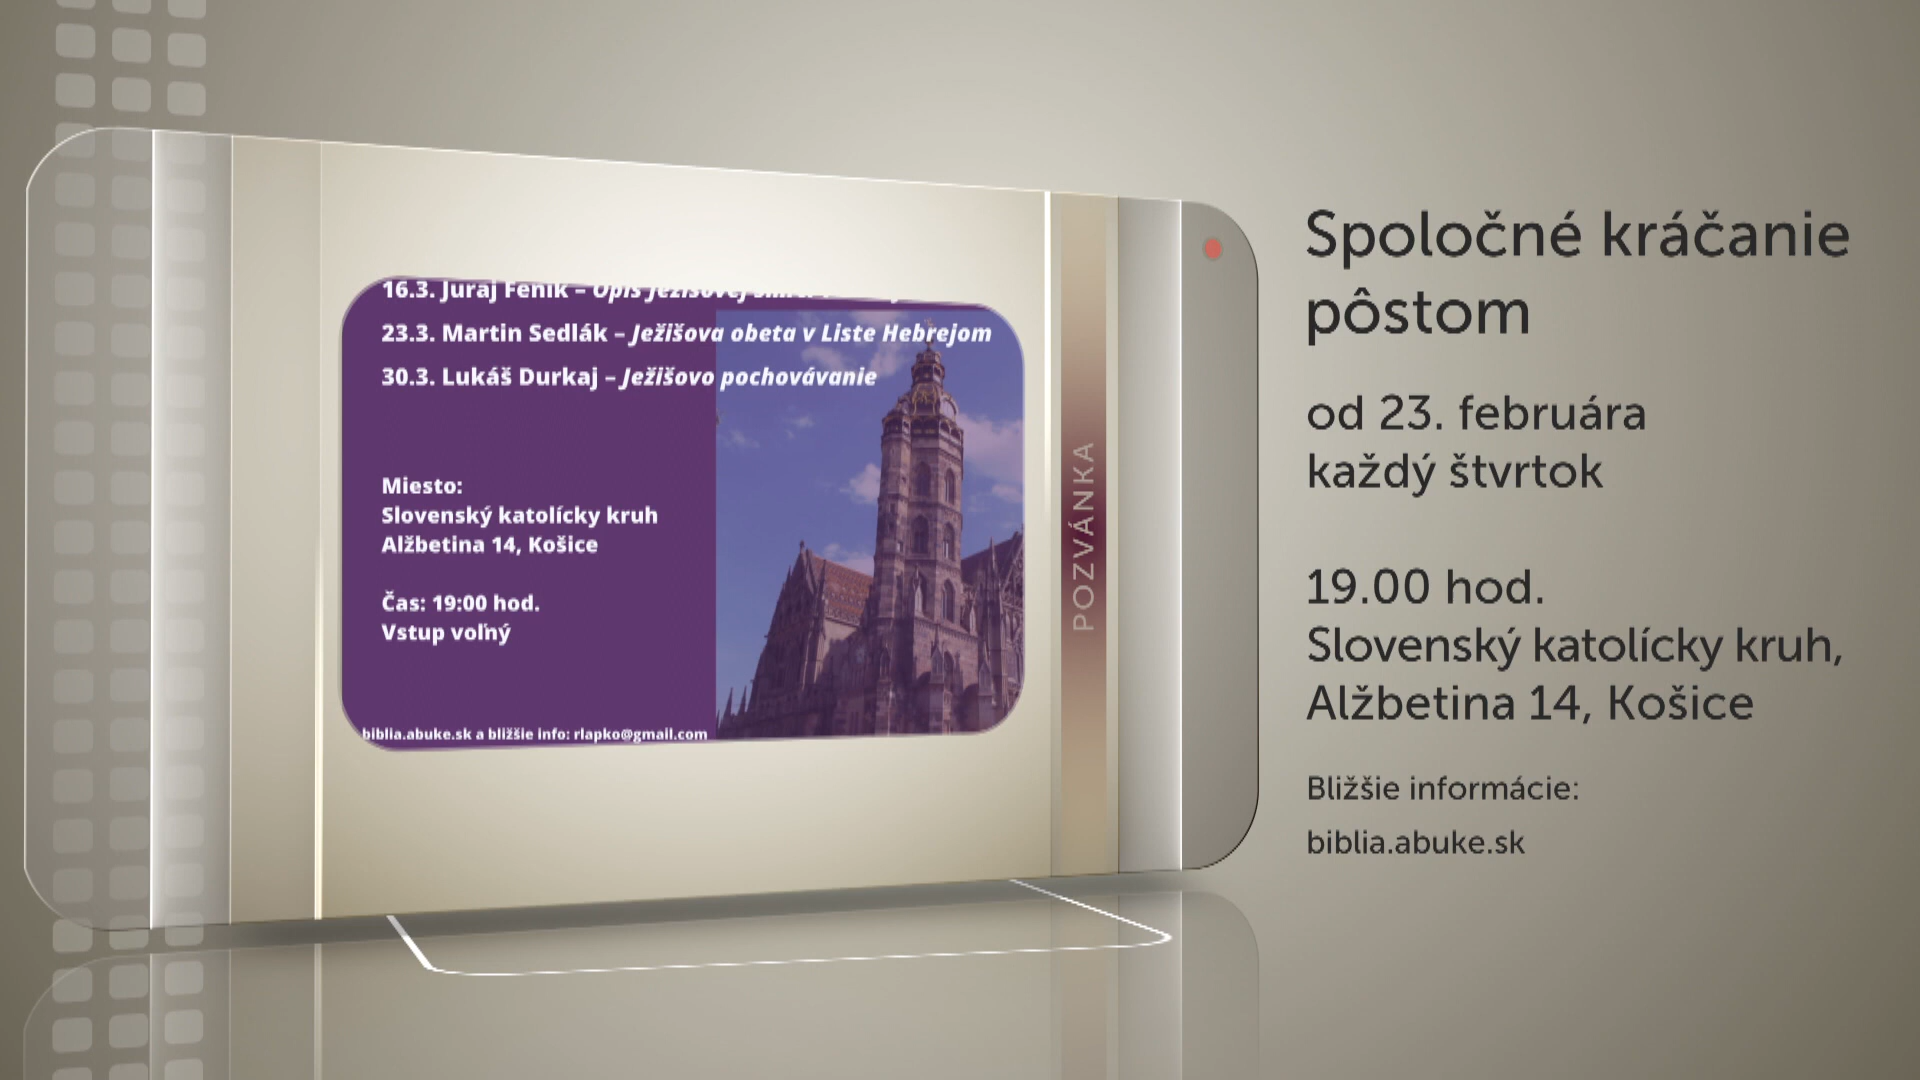 16.3. Juraj Feník – Opis Ježišovej
23.3. Martin Sedlák – Ježišova obeta v Liste Hebrejom
30.3. Lukáš Durkaj – Ježišovo pochovávanie
Miesto:
Slovenský katolícky kruh
Alžbetina 14, Košice
Čas: 19:00 hod.
Vstup voľný
biblia.abuke.sk a bližšie info: rlapko@gmail.com
POZVÁNKA
Spoločné kráčanie
pôstom
od 23. februára
každý štvrtok
19.00 hod.
Slovenský katolícky kruh,
Alžbetina 14, Košice
Bližšie informácie:
biblia.abuke.sk